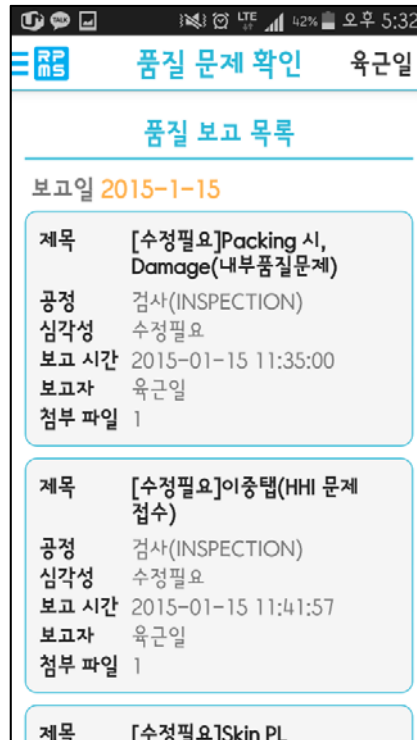 LTE 42% 오후 5:32
RP
MS
품질 문제 확인 육근일
품질 보고 목록
보고일 2015-1-15
제목 [수정필요]Packing 시,
Damage(내부품질문제)
공정 검사(INSPECTION)
심각성 수정필요
보고 시간 2015-01-15 11:35:00
보고자 육근일
첨부 파일 1
제목 [수정필요]이중탭(HHI 문제
접수)
공정 검사(INSPECTION)
심각성 수정필요
보고 시간 2015-01-15 11:41:57
보고자 육근일
첨부 파일 1
제목 [수정필요]Skin PL